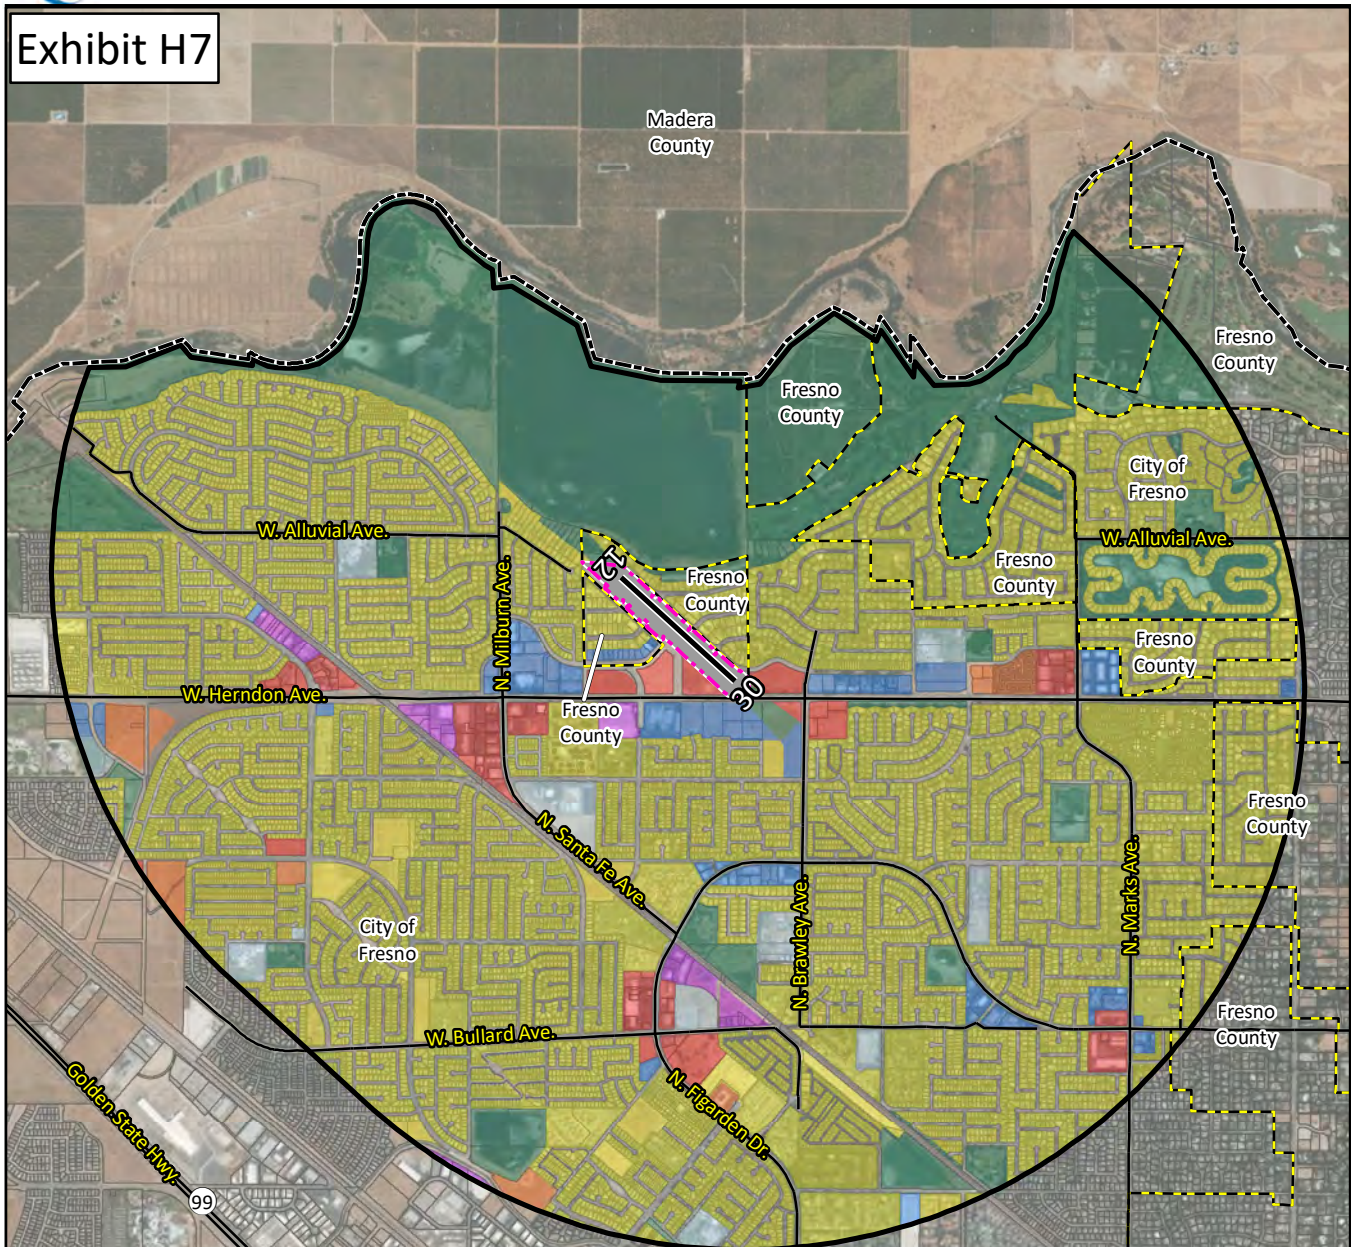 Exhibit H7
Madera
County
Fresno
County
Fresno
County
City of
Fresno
W. Alluvial Ave.
W. Alluvial Ave.
12
Fresno
County
Fresno
County
N. Milburn Ave.
Fresno
County
30
W. Herndon Ave.
Fresno
County
Fresno
County
N. Santa Fe Ave.
N. Brawley Ave.
N. Marks Ave.
City of
Fresno
Fresno
County
W. Bullard Ave.
N. Figarden Dr.
Golden State Hwy.
99